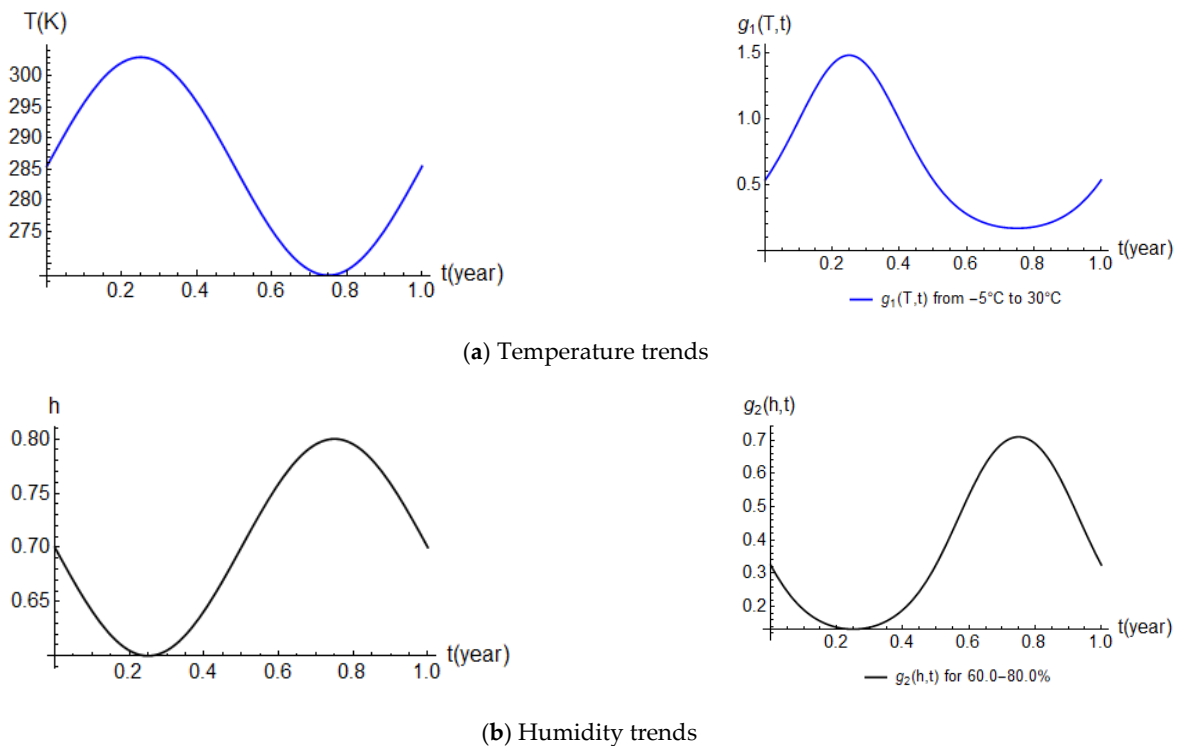 T(K)
300
295
290
285
280
275
0.2 0.4 0.6 0.8 1.0
t(year)
g₁(T,t)
1.5
1.0
0.5
0.2 0.4 0.6 0.8 1.0
t(year)
g₁(T,t) from −5°C to 30°C
(a) Temperature trends
h
0.80
0.75
0.70
0.65
0.2 0.4 0.6 0.8 1.0
t(year)
g₂(h,t)
0.7
0.6
0.5
0.4
0.3
0.2
0.2 0.4 0.6 0.8 1.0
t(year)
g₂(h,t) for 60.0−80.0%
(b) Humidity trends